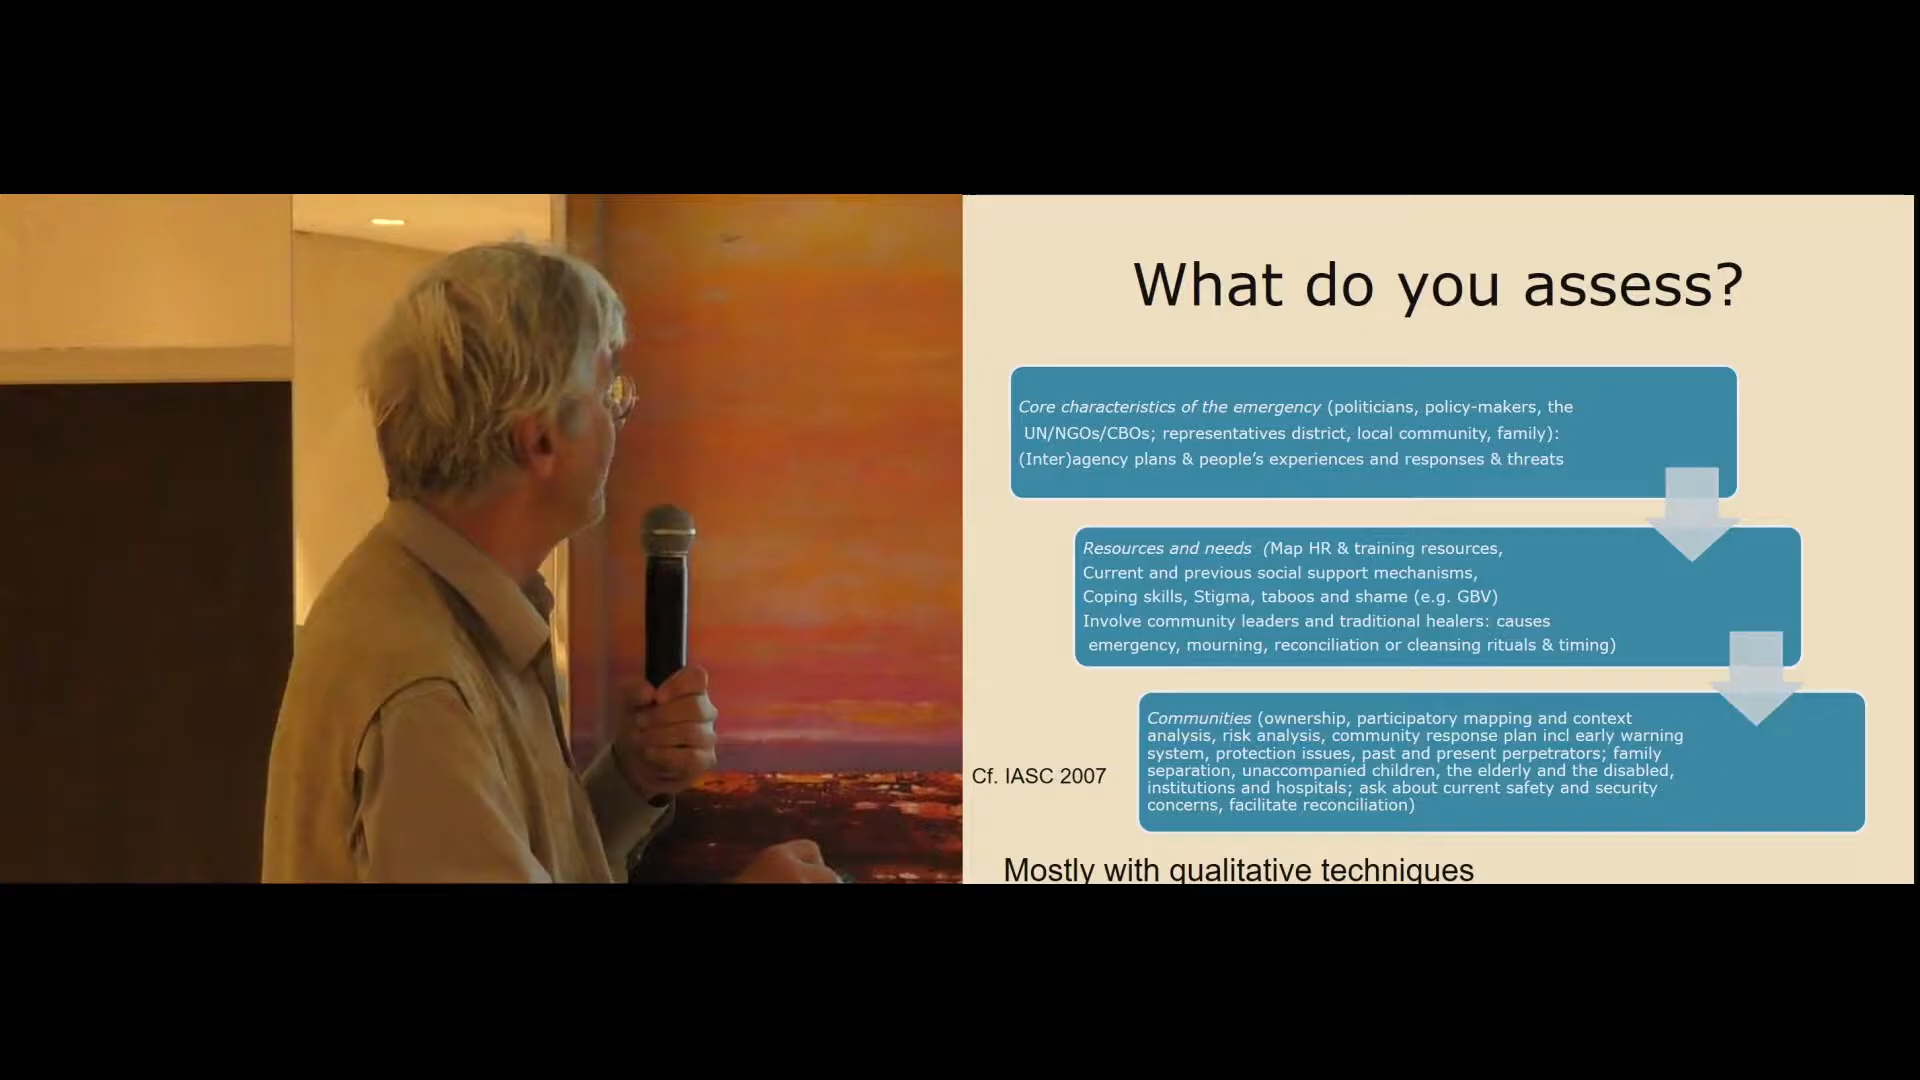 What do you assess?
Core characteristics of the emergency (politicians, policy-makers, the
UN/NGOs/CBOs; representatives district, local community, family):
(Inter)agency plans & people’s experiences and responses & threats
Resources and needs (Map HR & training resources,
Current and previous social support mechanisms,
Coping skills, Stigma, taboos and shame (e.g. GBV)
Involve community leaders and traditional healers: causes
emergency, mourning, reconciliation or cleansing rituals & timing)
Communities (ownership, participatory mapping and context
analysis, risk analysis, community response plan incl early warning
system, protection issues, past and present perpetrators; family
separation, unaccompanied children, the elderly and the disabled,
institutions and hospitals; ask about current safety and security
concerns, facilitate reconciliation)
Cf. IASC 2007
Mostly with qualitative techniques